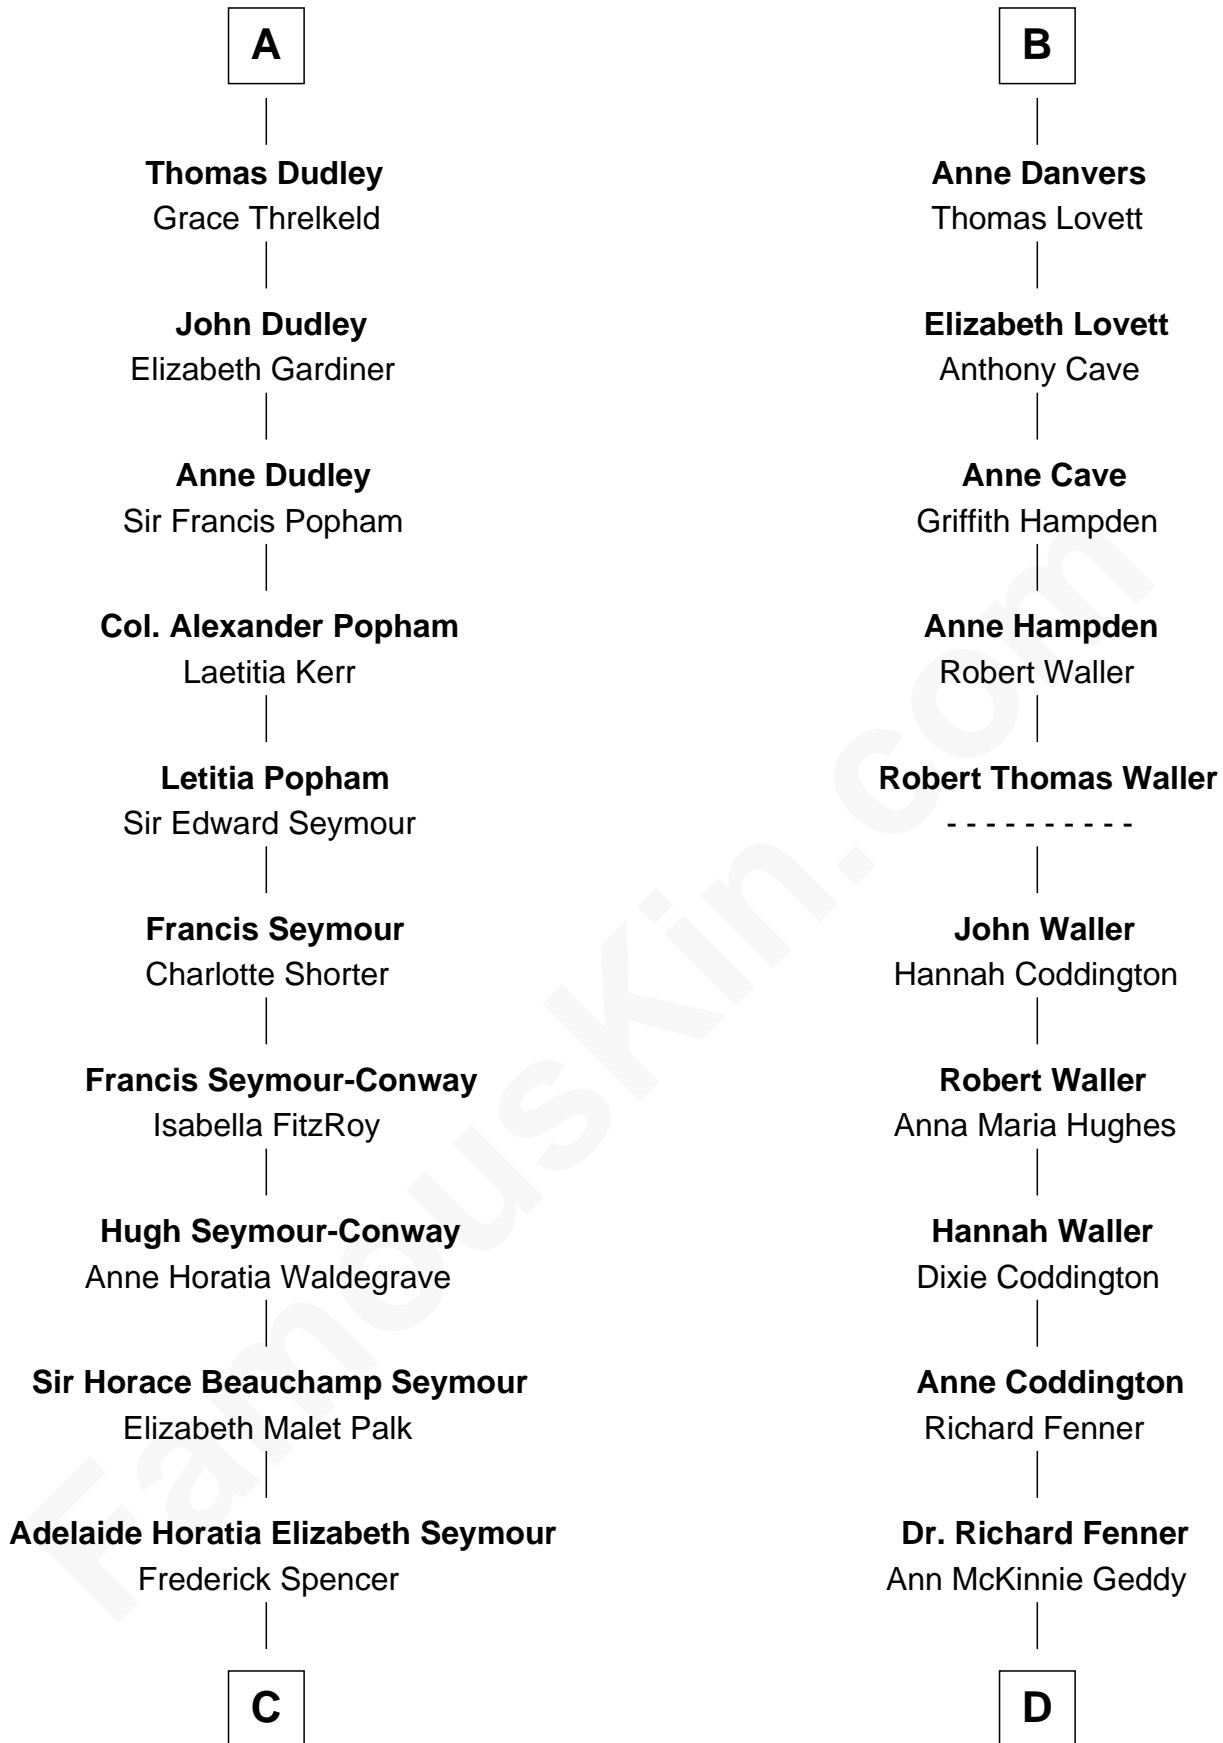 A
Thomas Dudley
Grace Threlkeld
John Dudley
Elizabeth Gardiner
Anne Dudley
Sir Francis Popham
Col. Alexander Popham
Laetitia Kerr
Letitia Popham
Sir Edward Seymour
Francis Seymour
Charlotte Shorter
Francis Seymour-Conway
Isabella FitzRoy
Hugh Seymour-Conway
Anne Horatia Waldegrave
Sir Horace Beauchamp Seymour
Elizabeth Malet Palk
Adelaide Horatia Elizabeth Seymour
Frederick Spencer
C
B
Anne Danvers
Thomas Lovett
Elizabeth Lovett
Anthony Cave
Anne Cave
Griffith Hampden
Anne Hampden
Robert Waller
Robert Thomas Waller
- - - - - - - - - -
John Waller
Hannah Coddington
Robert Waller
Anna Maria Hughes
Hannah Waller
Dixie Coddington
Anne Coddington
Richard Fenner
Dr. Richard Fenner
Ann McKinnie Geddy
D
FamousKin.com